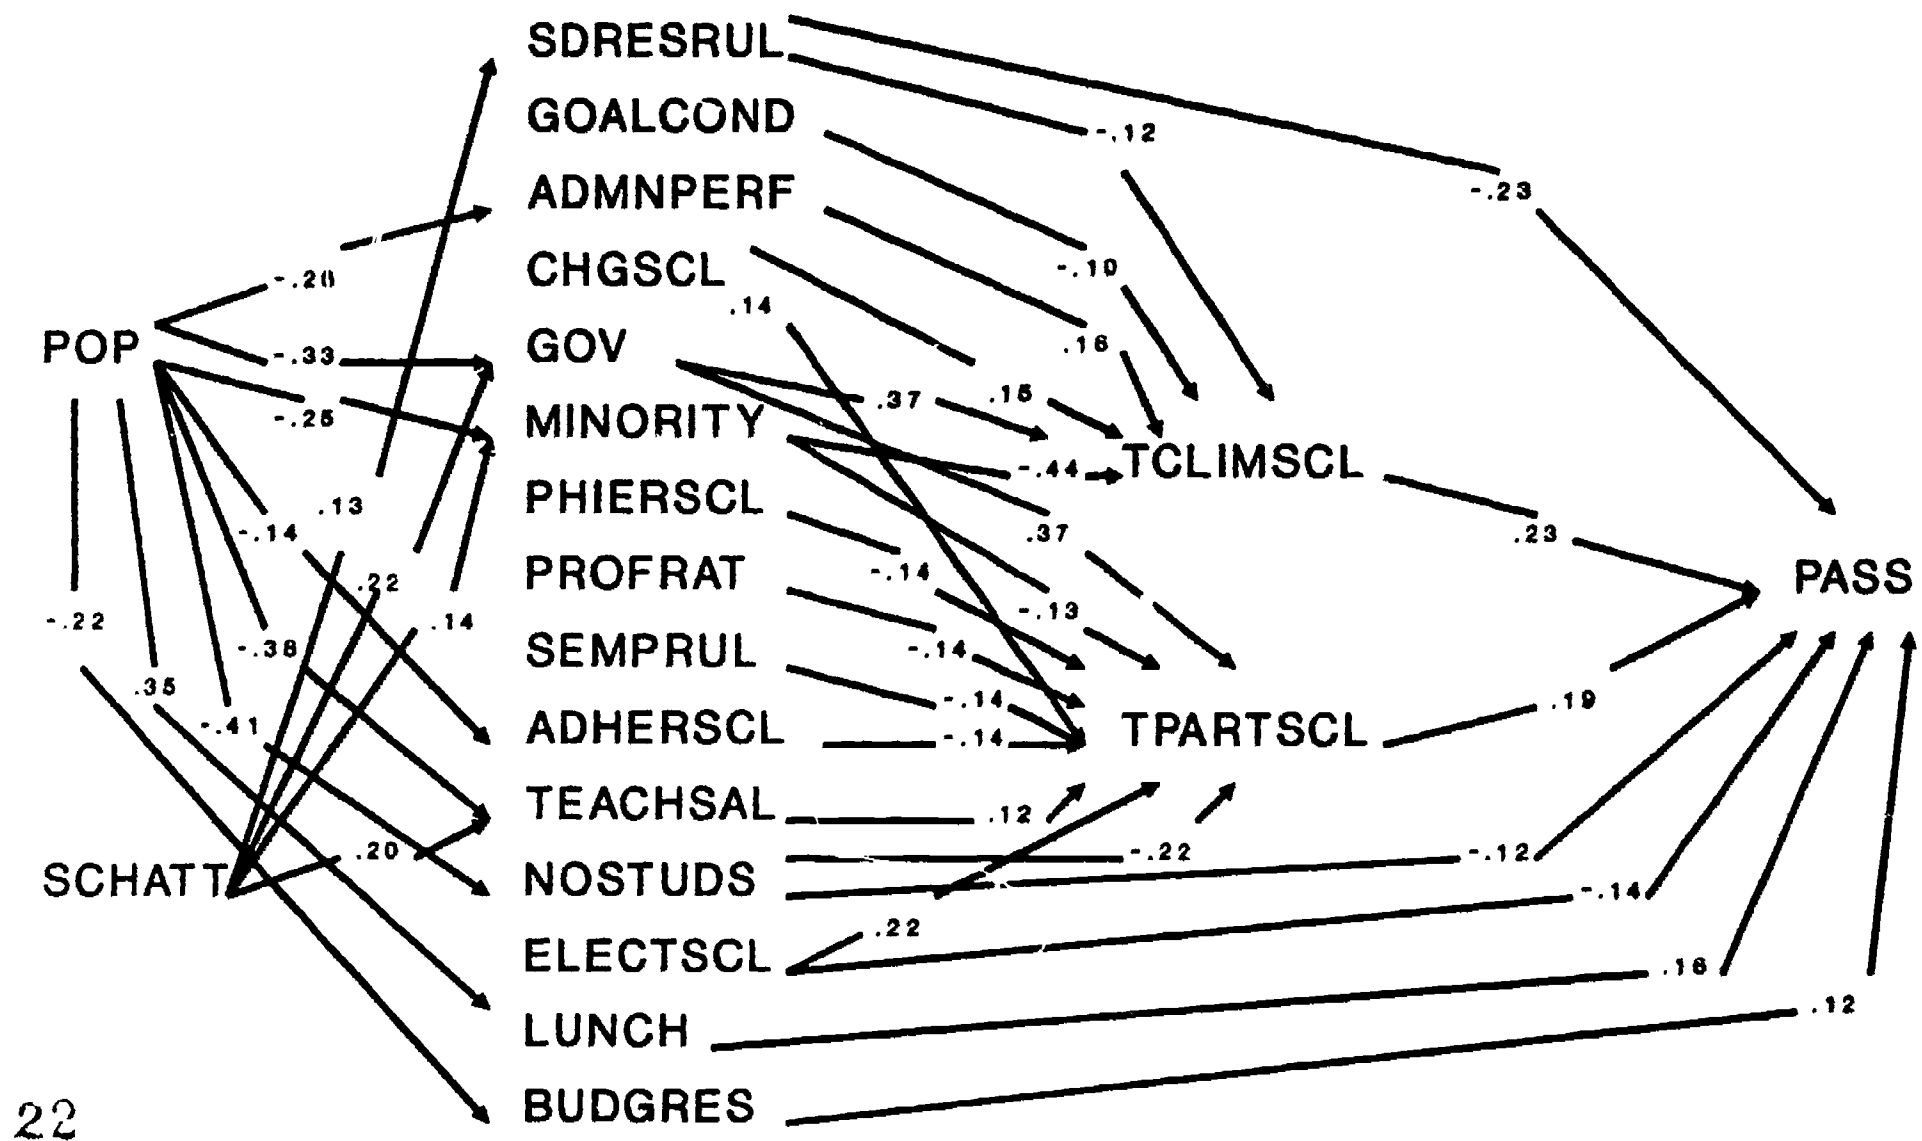 SDRESRUL
GOALCOND
-.12
-.23
ADMNPERF
CHGSCL
-.10
.14
POP
-.33
GOV
.16
-.25
MINORITY
.37
.15
-.44
TCLIMSCL
PHIERSCL
.13
-.14
.37
.23
PROFRAT
-.14
.22
PASS
-.13
-.22
.14
-.38
SEMPRUL
-.14
.35
-.41
ADHERSCL
-.14
-.14
TPARTSCL
.19
TEACHSAL
.12
SCHATT
.20
NOSTUDS
-.22
-.12
-.14
ELECTSCL
.22
.16
LUNCH
.12
BUDGRES
22